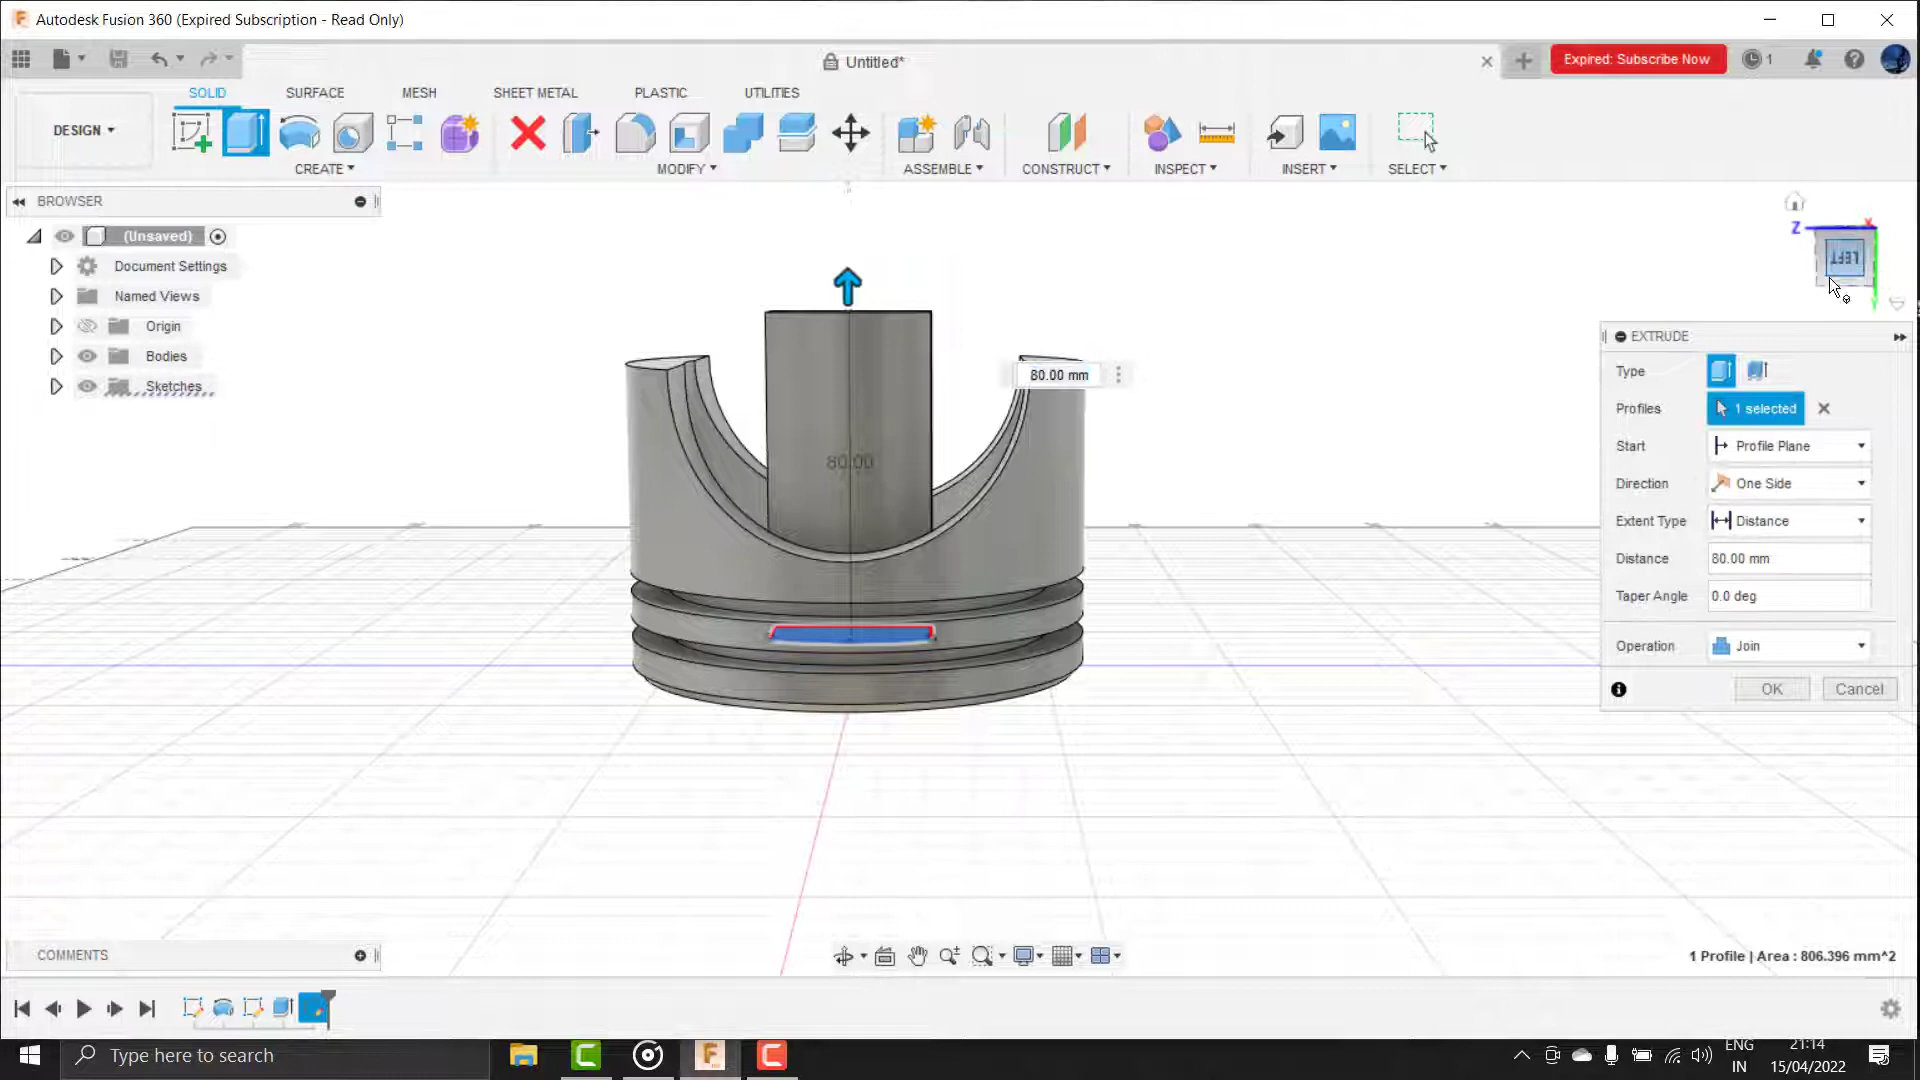 Autodesk Fusion 360 (Expired Subscription - Read Only)
Untitled*
Expired: Subscribe Now
1
SOLID
SURFACE
MESH
SHEET METAL
PLASTIC
UTILITIES
DESIGN
CREATE
MODIFY
ASSEMBLE
CONSTRUCT
INSPECT
INSERT
SELECT
BROWSER
(Unsaved)
Document Settings
Named Views
Origin
Bodies
Sketches
Z
X
LEFT
Y
80.00 mm
80.00
EXTRUDE
Type
Profiles
1 selected
Start
Profile Plane
Direction
One Side
Extent Type
Distance
Distance
80.00 mm
Taper Angle
0.0 deg
Operation
Join
OK
Cancel
COMMENTS
1 Profile | Area : 806.396 mm^2
Type here to search
ENG
IN
21:14
15/04/2022